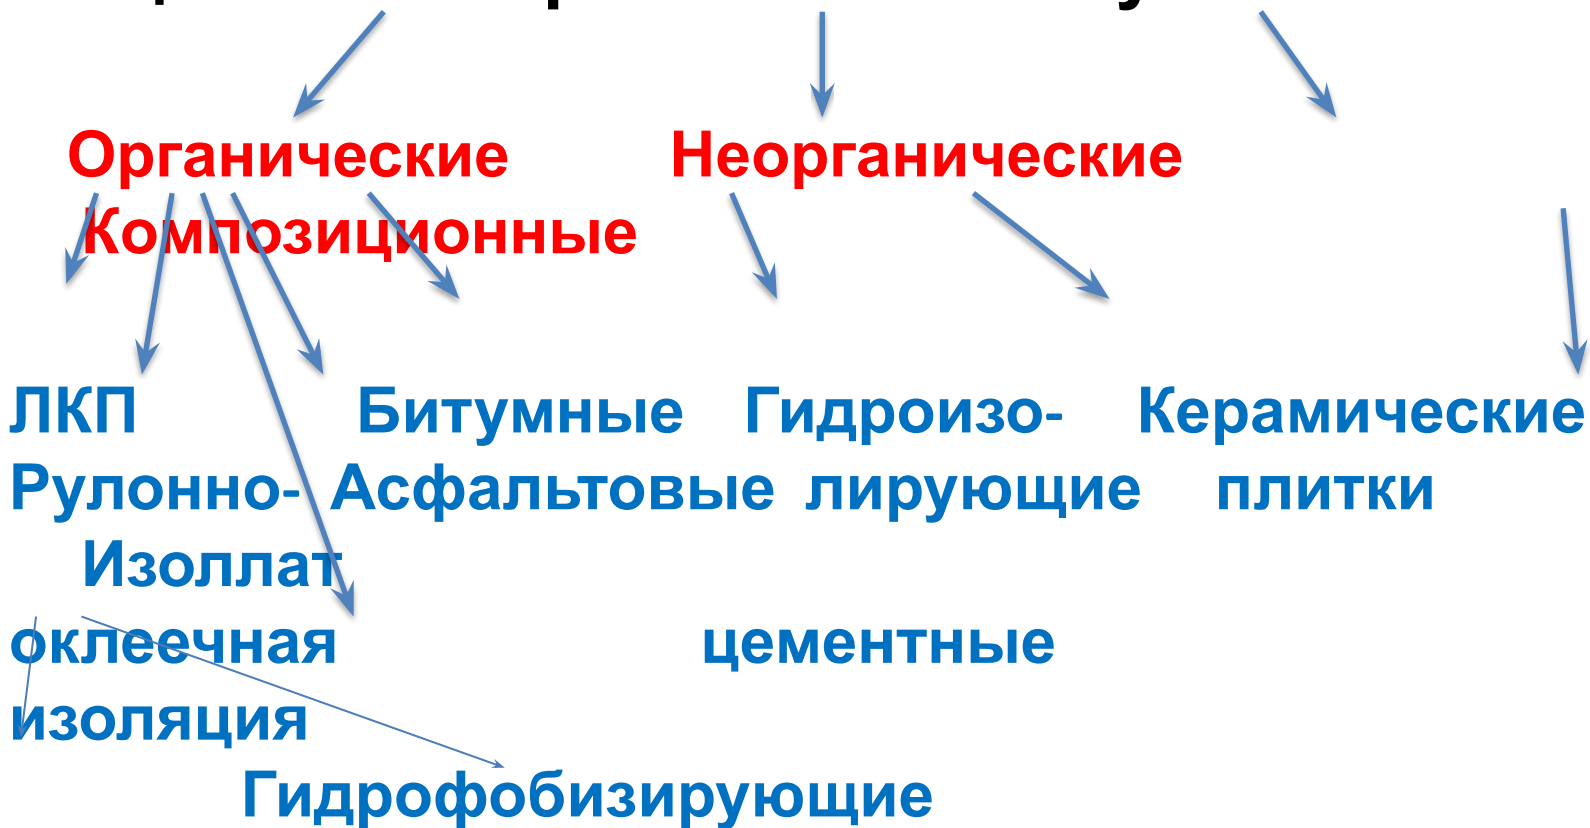 Органические Неорганические
Композиционные
ЛКП Битумные Гидроизо- Керамические
Рулонно- Асфальтовые лирующие плитки
Изоллат
оклеечная цементные
изоляция
Гидрофобизирующие